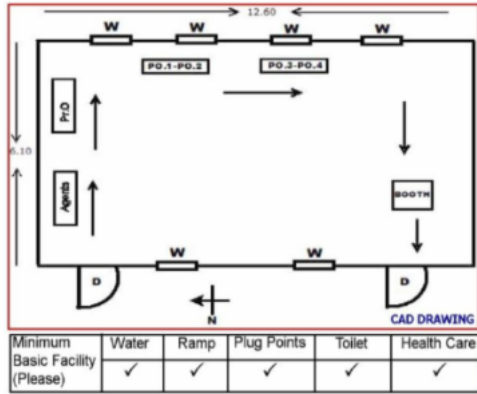 12.60
W W W W
PO.1-PO.2 PO.3-PO.4
Pr.O
6.10
Agents
BOOTH
W W
D D
N
CAD DRAWING
Minimum Basic Facility (Please) Water Ramp Plug Points Toilet Health Care
✓ ✓ ✓ ✓ ✓